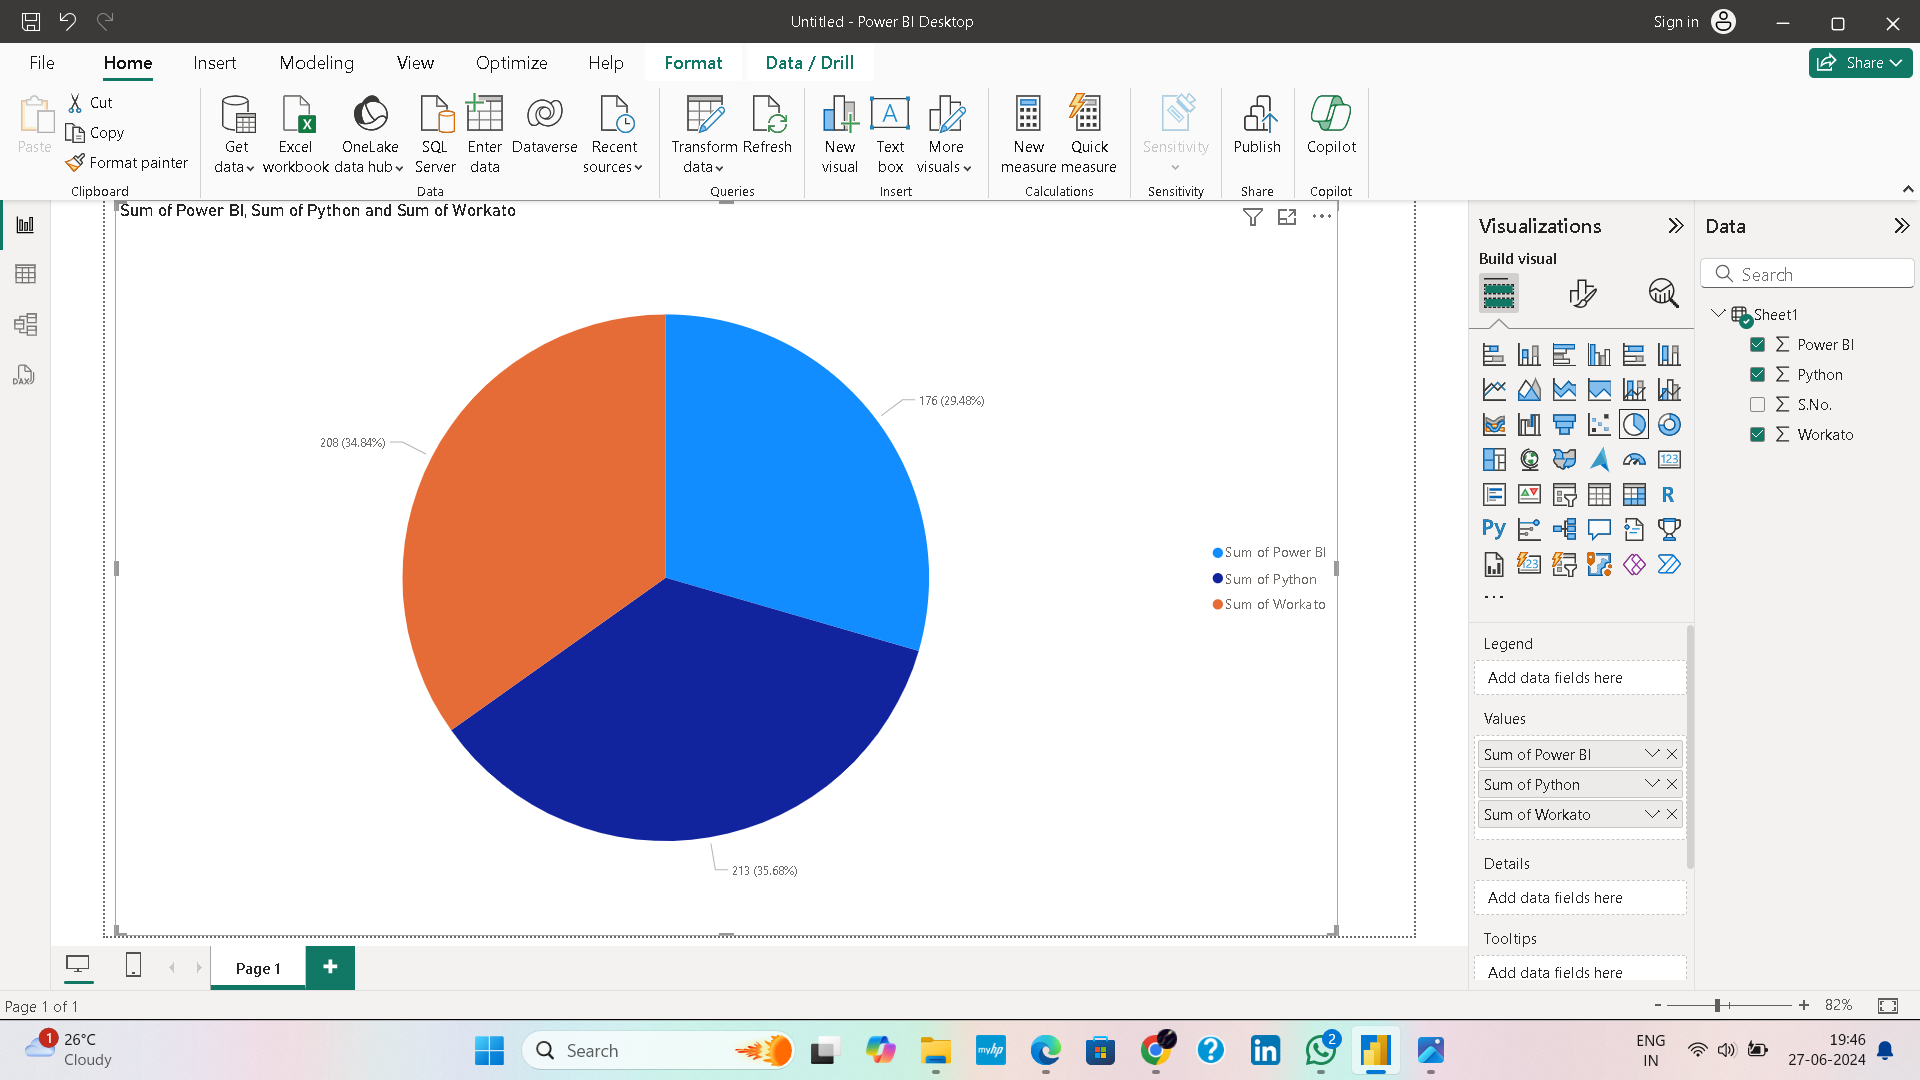 Untitled - Power BI Desktop
Sign in
File Home Insert Modeling View Optimize Help Format Data / Drill
Share
Paste
Cut
Copy
Format painter
Clipboard
Get data
Excel workbook
OneLake data hub
SQL Server
Enter data
Dataverse
Recent sources
Data
Transform data
Refresh
Queries
New visual
Text box
More visuals
Insert
New measure
Quick measure
Calculations
Sensitivity
Sensitivity
Publish
Share
Copilot
Copilot
DAX
Sum of Power BI, Sum of Python and Sum of Workato
176 (29.48%)
208 (34.84%)
213 (35.68%)
Sum of Power BI
Sum of Python
Sum of Workato
Visualizations
Build visual
123
R
Py
123
Legend
Add data fields here
Values
Sum of Power BI
Sum of Python
Sum of Workato
Details
Add data fields here
Tooltips
Add data fields here
Data
Search
Sheet1
Power BI
Python
S.No.
Workato
Page 1
Page 1 of 1
82%
1
26°C
Cloudy
Search
myhp
2
ENG
IN
19:46
27-06-2024